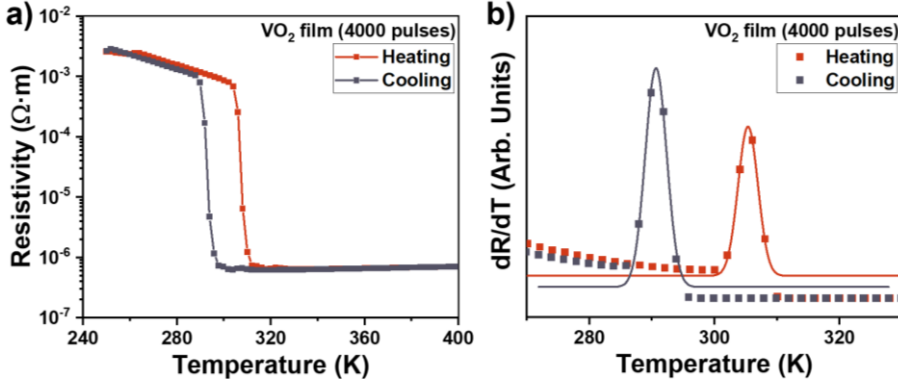 a)
VO₂ film (4000 pulses)
Heating
Cooling
10⁻²
10⁻³
10⁻⁴
10⁻⁵
10⁻⁶
10⁻⁷
Resistivity (Ω·m)
240 280 320 360 400
Temperature (K)
b)
VO₂ film (4000 pulses)
Heating
Cooling
dR/dT (Arb. Units)
280 300 320
Temperature (K)